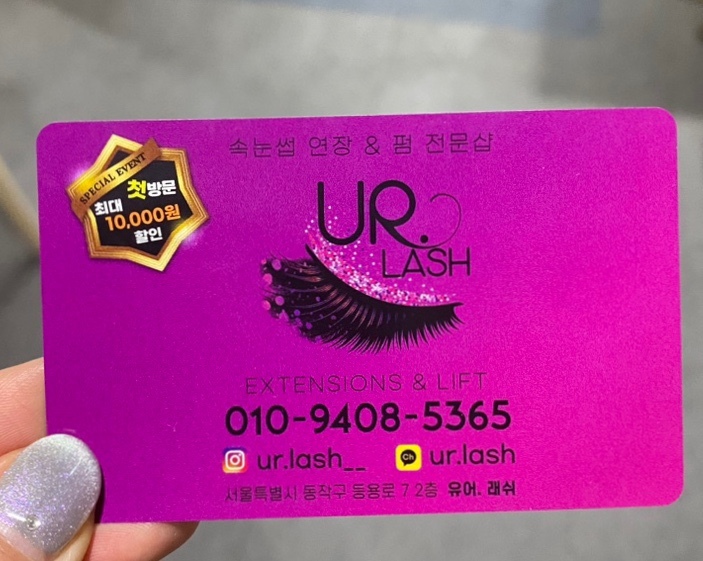 속눈썹 연장 & 펌 전문샵
SPECIAL EVENT
첫방문
최대
10,000원
할인
UR.
LASH
EXTENSIONS & LIFT
010-9408-5365
ur.lash__ Ch ur.lash
서울특별시 동작구 동용로 7 2층 유어. 래쉬